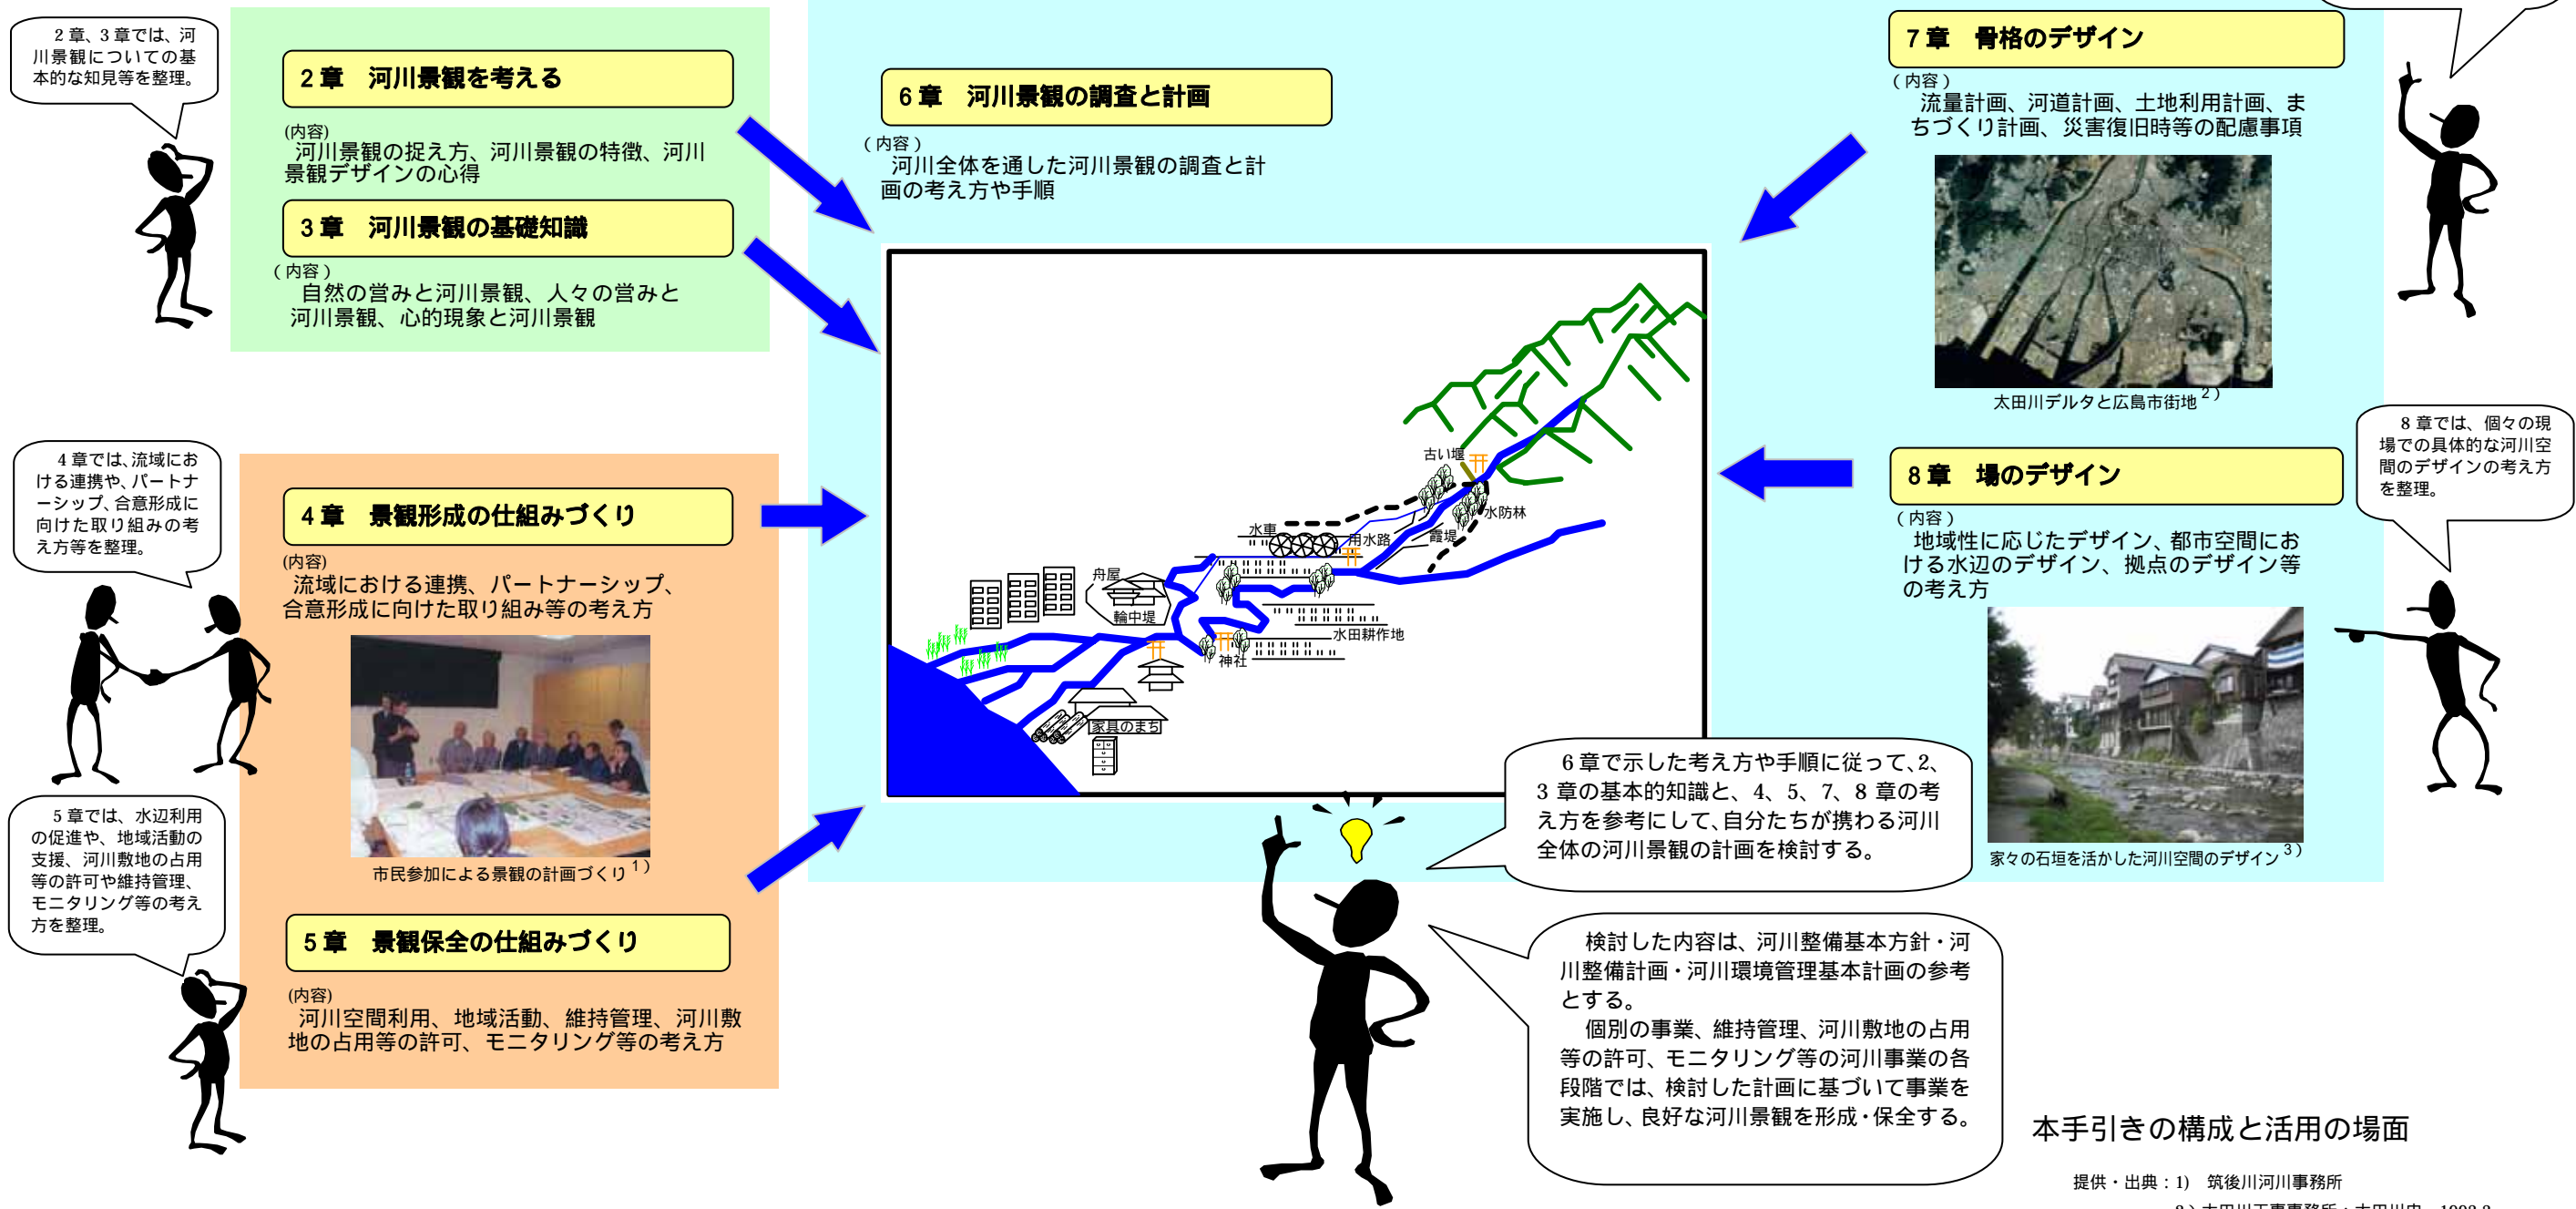 2章、3章では、河
川景観についての基
本的な知見等を整理。
2章　河川景観を考える
(内容)
河川景観の捉え方、河川景観の特徴、河川
景観デザインの心得
3章　河川景観の基礎知識
（内容）
自然の営みと河川景観、人々の営みと
河川景観、心的現象と河川景観
4章では、流域にお
ける連携や、パートナ
ーシップ、合意形成に
向けた取り組みの考
え方等を整理。
4章　景観形成の仕組みづくり
(内容)
流域における連携、パートナーシップ、
合意形成に向けた取り組み等の考え方
市民参加による景観の計画づくり1）
5章では、水辺利用
の促進や、地域活動の
支援、河川敷地の占用
等の許可や維持管理、
モニタリング等の考え
方を整理。
5章　景観保全の仕組みづくり
(内容)
河川空間利用、地域活動、維持管理、河川敷
地の占用等の許可、モニタリング等の考え方
6章　河川景観の調査と計画
（内容）
河川全体を通した河川景観の調査と計
画の考え方や手順
古い堰
水防林
水車
用水路
霞堤
舟屋
輪中堤
水田耕作地
神社
家具のまち
6章で示した考え方や手順に従って、2、
3章の基本的知識と、4、5、7、8章の考
え方を参考にして、自分たちが携わる河川
全体の河川景観の計画を検討する。
検討した内容は、河川整備基本方針・河
川整備計画・河川環境管理基本計画の参考
とする。
個別の事業、維持管理、河川敷地の占用
等の許可、モニタリング等の河川事業の各
段階では、検討した計画に基づいて事業を
実施し、良好な河川景観を形成・保全する。
7章　骨格のデザイン
（内容）
流量計画、河道計画、土地利用計画、ま
ちづくり計画、災害復旧時等の配慮事項
太田川デルタと広島市街地2）
8章では、個々の現
場での具体的な河川空
間のデザインの考え方
を整理。
8章　場のデザイン
（内容）
地域性に応じたデザイン、都市空間にお
ける水辺のデザイン、拠点のデザイン等
の考え方
家々の石垣を活かした河川空間のデザイン3）
本手引きの構成と活用の場面
提供・出典：1)　筑後川河川事務所